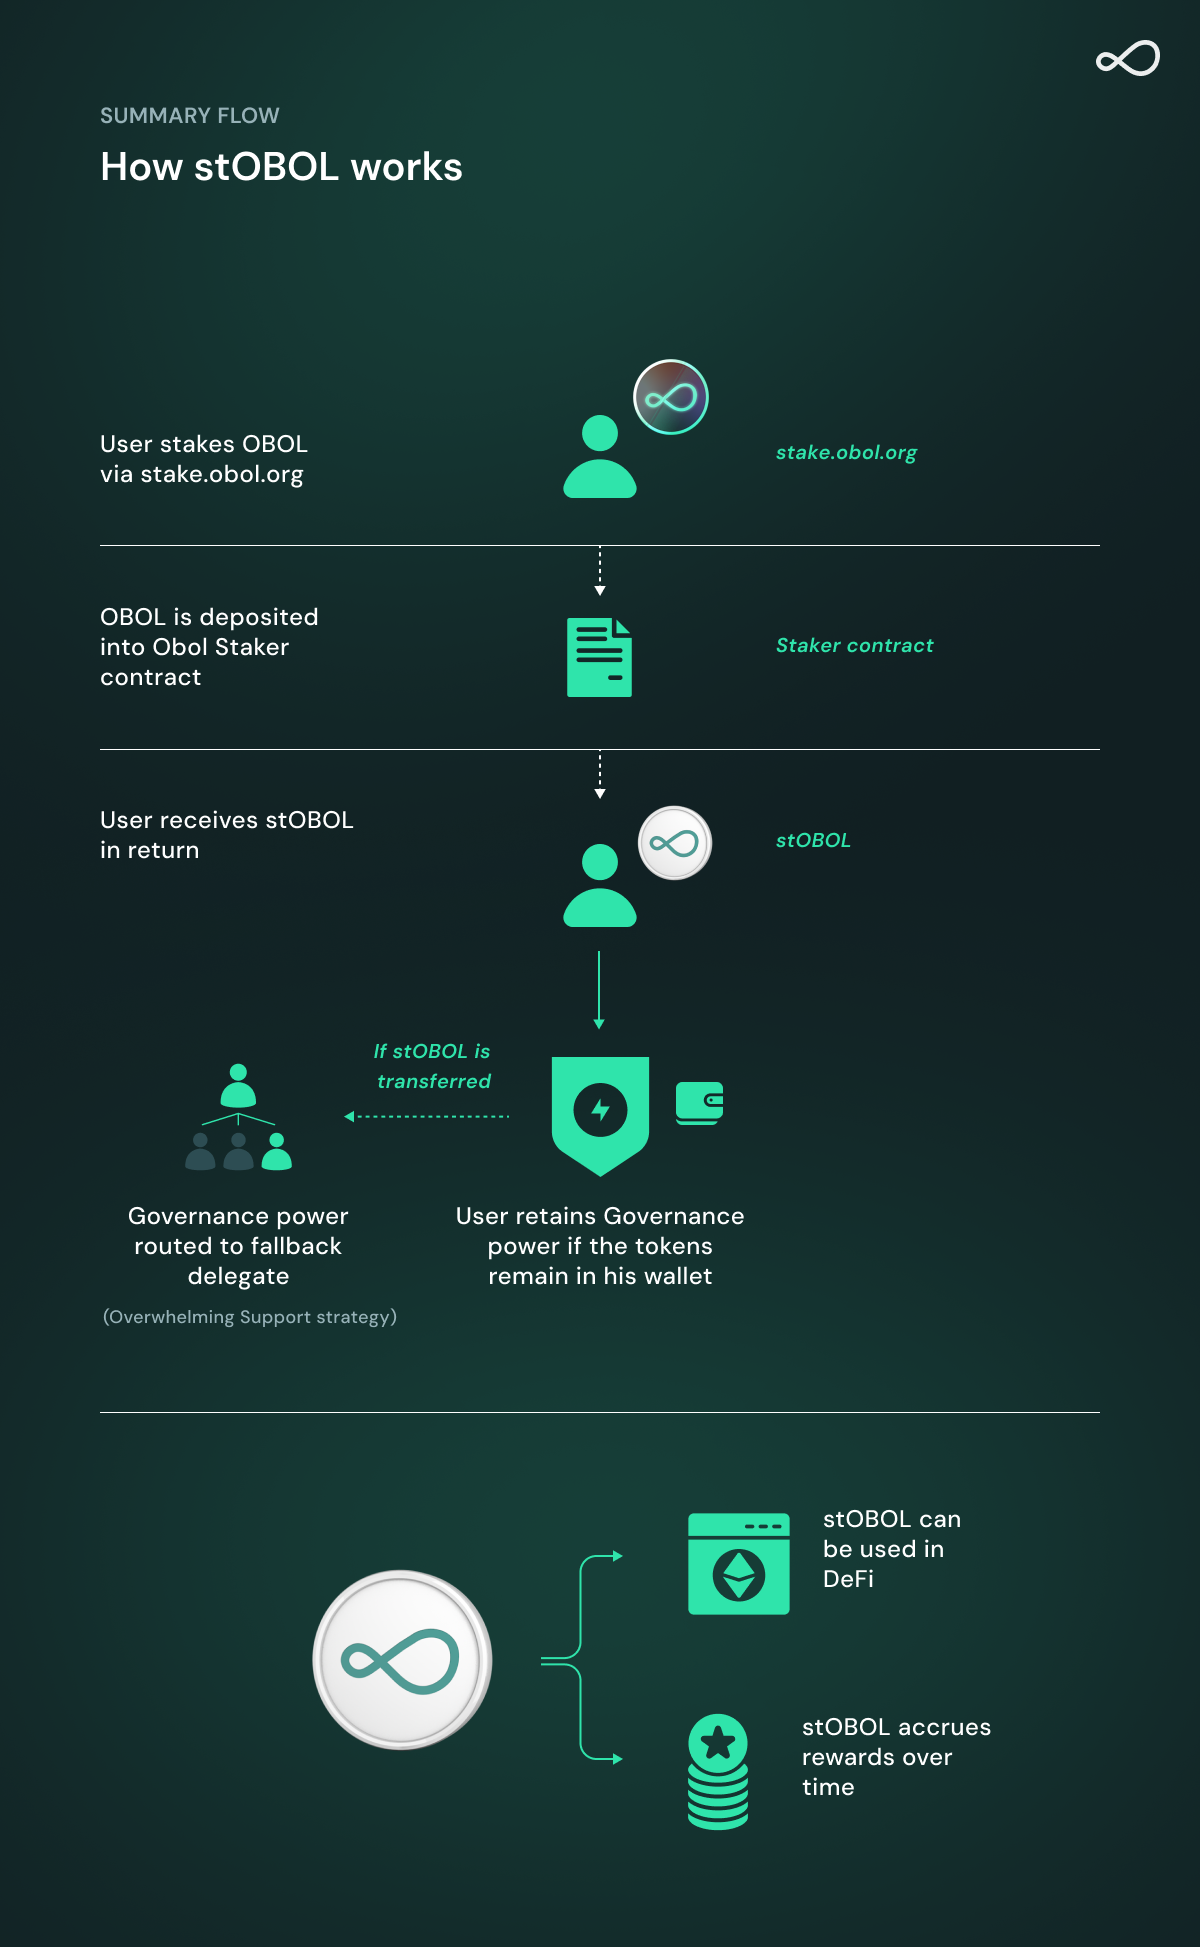 SUMMARY FLOW
How stOBOL works
User stakes OBOL
via stake.obol.org
stake.obol.org
OBOL is deposited
into Obol Staker
contract
Staker contract
User receives stOBOL
in return
stOBOL
If stOBOL is
transferred
Governance power
routed to fallback
delegate
(Overwhelming Support strategy)
User retains Governance
power if the tokens
remain in his wallet
stOBOL can
be used in
DeFi
stOBOL accrues
rewards over
time